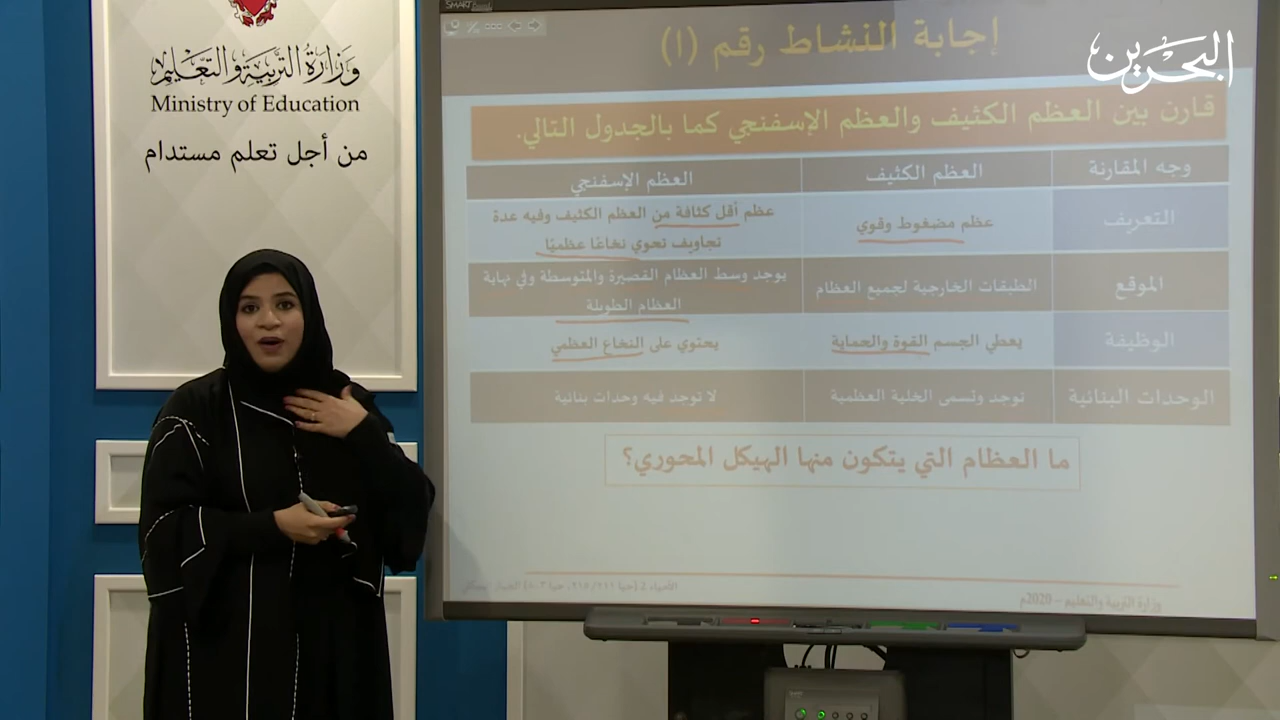 وزارة التربية والتعليم
Ministry of Education
من أجل تعلم مستدام
SMART
البحرين
إجابة النشاط رقم (١)
قارن بين العظم الكثيف والعظم الإسفنجي كما بالجدول التالي.
وجه المقارنة
العظم الكثيف
العظم الإسفنجي
التعريف
عظم مضغوط وقوي
عظم أقل كثافة من العظم الكثيف وفيه عدة
تجاويف تحوي نخاعًا عظميًا
الموقع
الطبقات الخارجية لجميع العظام
يوجد وسط العظام القصيرة والمتوسطة وفي نهاية
العظام الطويلة
الوظيفة
يعطي الجسم القوة والحماية
يحتوي على النخاع العظمي
الوحدات البنائية
توجد وتسمى الخلية العظمية
لا توجد فيه وحدات بنائية
ما العظام التي يتكون منها الهيكل المحوري؟
وزارة التربية والتعليم – 2020م